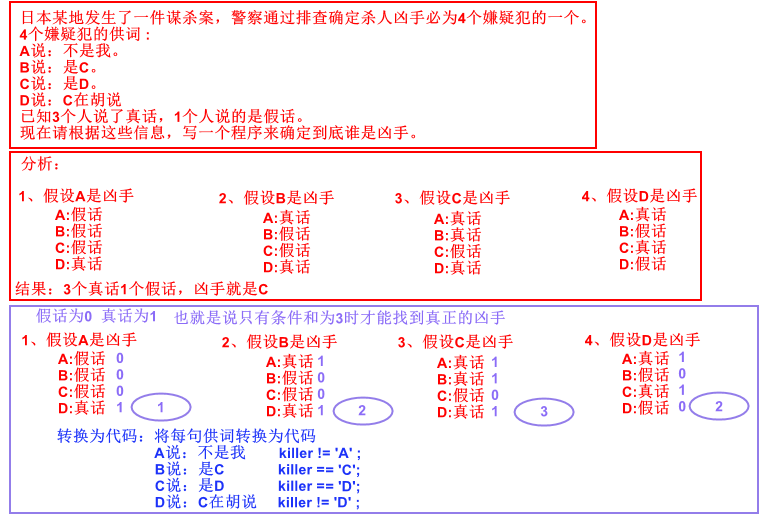 日本某地发生了一件谋杀案，警察通过排查确定杀人凶手必为4个嫌疑犯的一个。
4个嫌疑犯的供词：
A说：不是我。
B说：是C。
C说：是D。
D说：C在胡说
已知3个人说了真话，1个人说的是假话。
现在请根据这些信息，写一个程序来确定到底谁是凶手。
分析：
1、假设A是凶手
A:假话
B:假话
C:假话
D:真话
2、假设B是凶手
A:真话
B:假话
C:假话
D:真话
3、假设C是凶手
A:真话
B:真话
C:假话
D:真话
4、假设D是凶手
A:真话
B:假话
C:真话
D:假话
结果：3个真话1个假话，凶手就是C
假话为0 真话为1 也就是说只有条件和为3时才能找到真正的凶手
1、假设A是凶手
A:假话 0
B:假话 0
C:假话 0
D:真话 1
1
2、假设B是凶手
A:真话 1
B:假话 0
C:假话 0
D:真话 1
2
3、假设C是凶手
A:真话 1
B:真话 1
C:假话 0
D:真话 1
3
4、假设D是凶手
A:真话 1
B:假话 0
C:真话 1
D:假话 0
2
转换为代码：将每句供词转换为代码
A说：不是我 killer != 'A' ;
B说：是C killer == 'C';
C说：是D killer == 'D';
D说：C在胡说 killer != 'D' ;